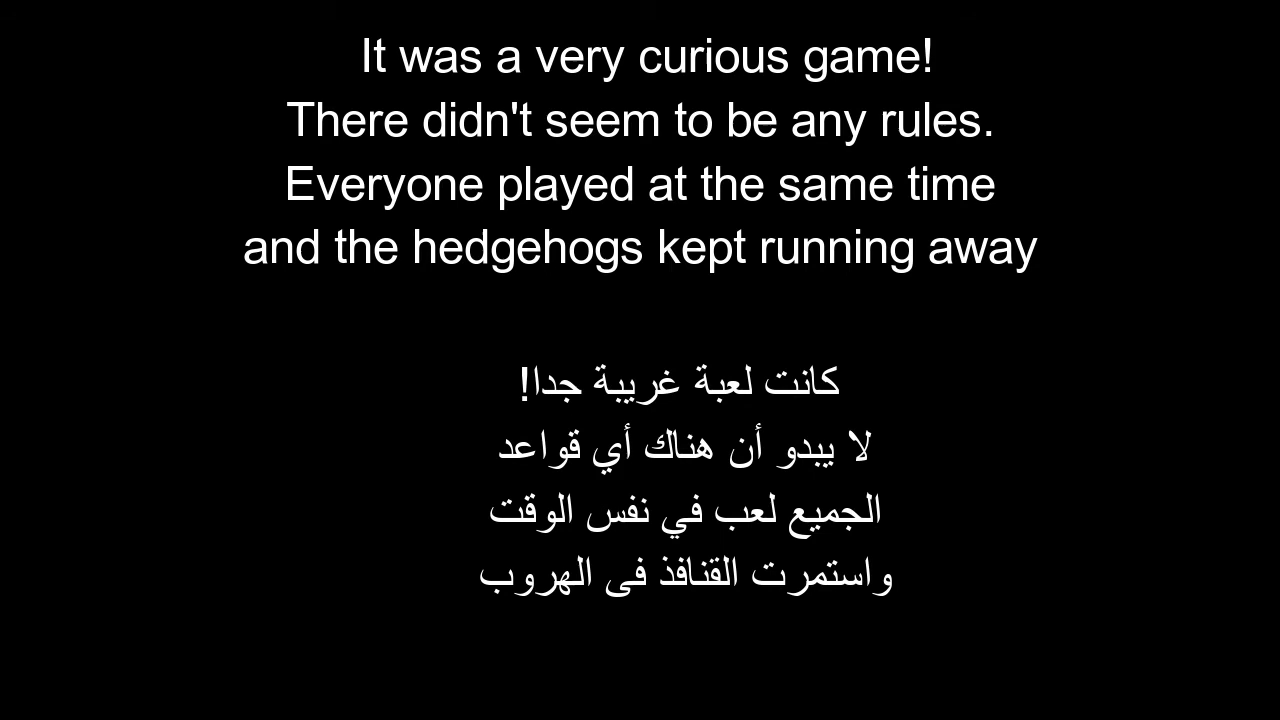 It was a very curious game!
There didn't seem to be any rules.
Everyone played at the same time
and the hedgehogs kept running away
كانت لعبة غريبة جدا!
لا يبدو أن هناك أي قواعد
الجميع لعب في نفس الوقت
واستمرت القنافذ فى الهروب